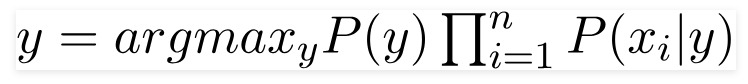 y = argmax_y P(y) ∏_{i=1}^{n} P(x_i|y)